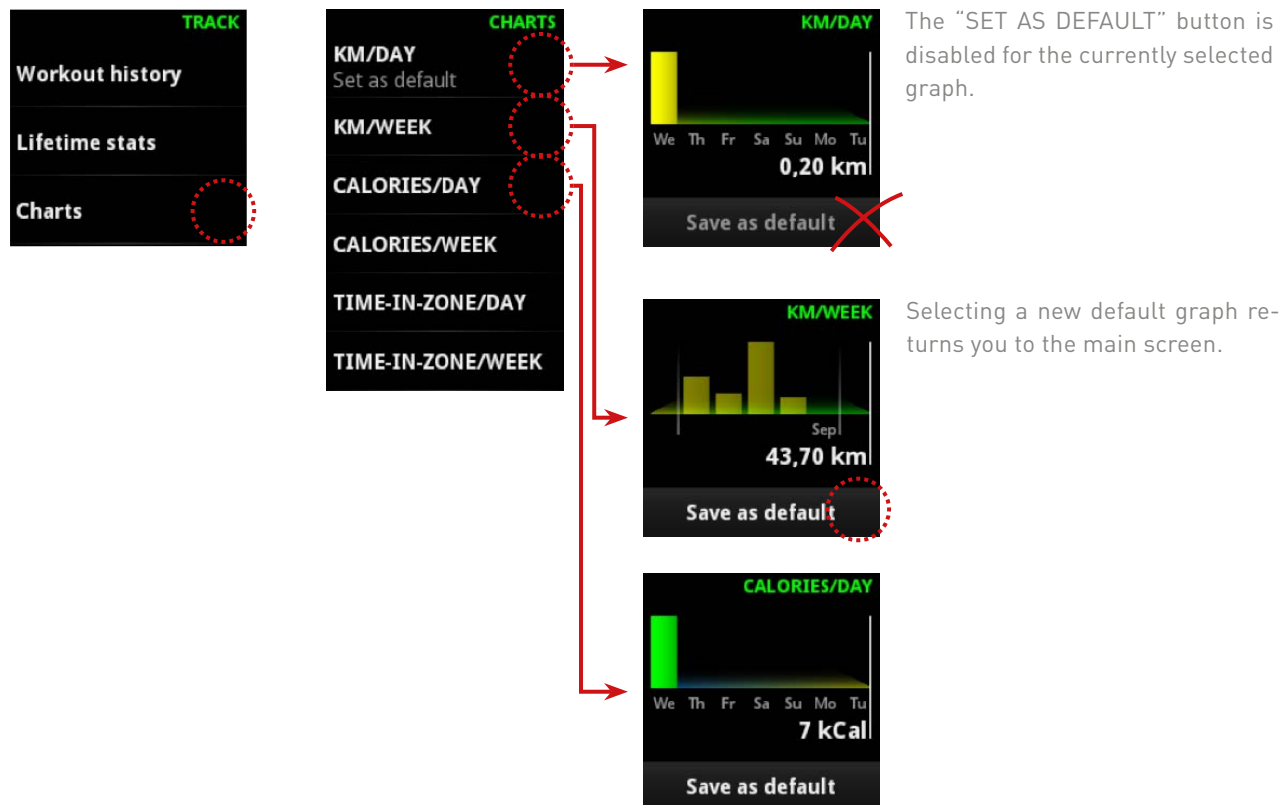 TRACK
Workout history
Lifetime stats
Charts
CHARTS
KM/DAY
Set as default
KM/WEEK
CALORIES/DAY
CALORIES/WEEK
TIME-IN-ZONE/DAY
TIME-IN-ZONE/WEEK
KM/DAY
We Th Fr Sa Su Mo Tu
0,20 km
Save as default
The “SET AS DEFAULT” button is
disabled for the currently selected
graph.
KM/WEEK
Sep
43,70 km
Save as default
Selecting a new default graph re-
turns you to the main screen.
CALORIES/DAY
We Th Fr Sa Su Mo Tu
7 kCal
Save as default